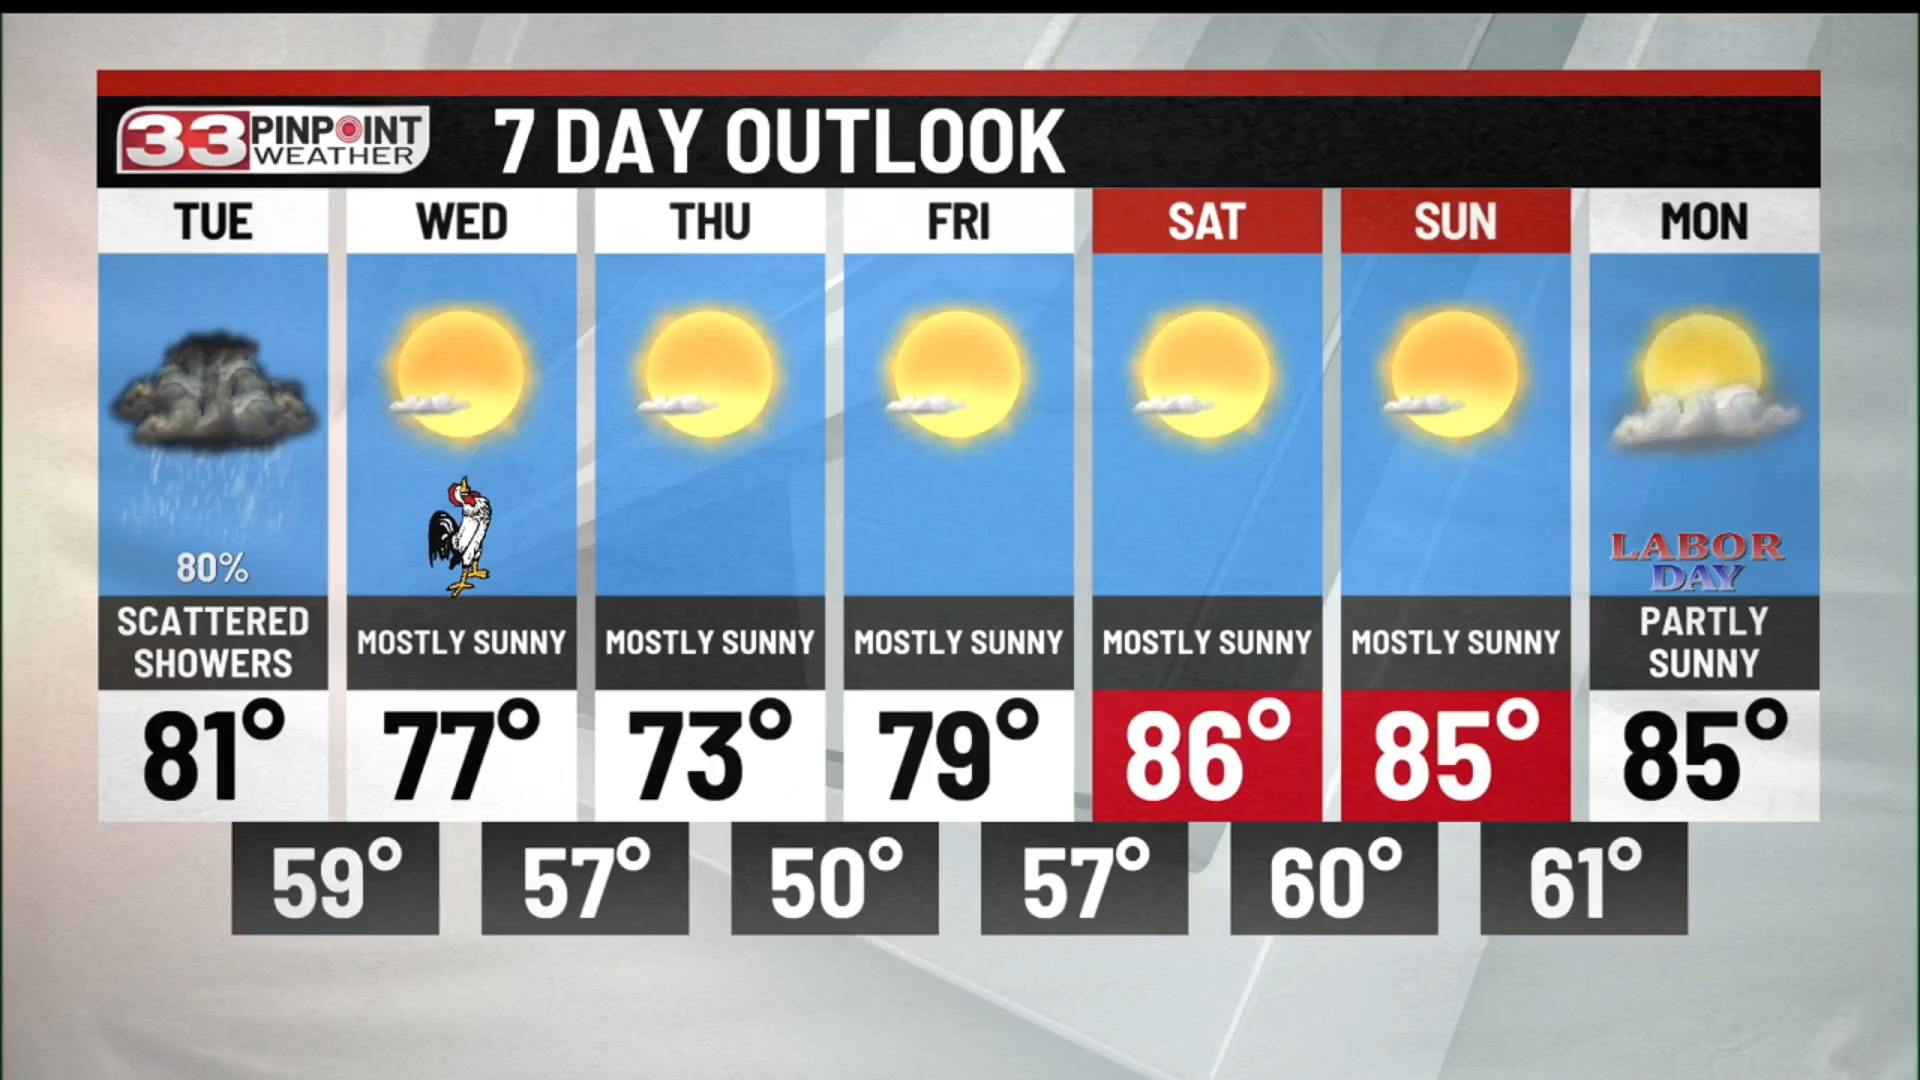 33 PINPOINT WEATHER
7 DAY OUTLOOK
TUE
WED
THU
FRI
SAT
SUN
MON
80%
LABOR
DAY
SCATTERED
SHOWERS
MOSTLY SUNNY
MOSTLY SUNNY
MOSTLY SUNNY
MOSTLY SUNNY
MOSTLY SUNNY
PARTLY
SUNNY
81°
77°
73°
79°
86°
85°
85°
59°
57°
50°
57°
60°
61°